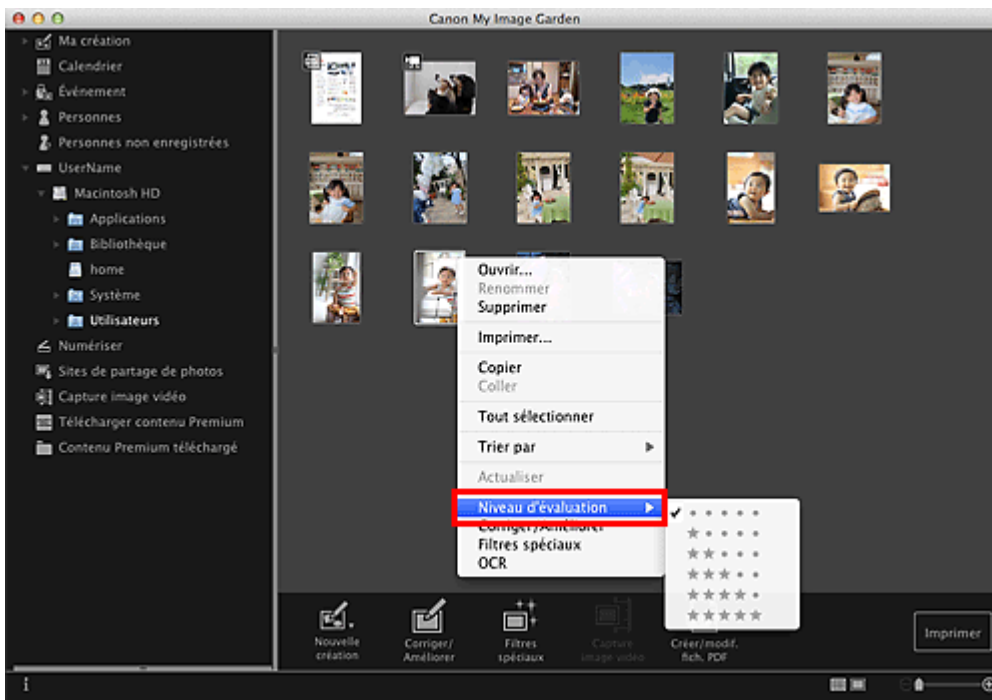 Canon My Image Garden
Ma création
Calendrier
Événement
Personnes
Personnes non enregistrées
UserName
Macintosh HD
Applications
Bibliothèque
home
Système
Utilisateurs
Numériser
Sites de partage de photos
Capture image vidéo
Télécharger contenu Premium
Contenu Premium téléchargé
Ouvrir...
Renommer
Supprimer
Imprimer...
Copier
Coller
Tout sélectionner
Trier par
Actualiser
Niveau d'évaluation
Corriger/Améliorer
Filtres spéciaux
OCR
Nouvelle
création
Corriger/
Améliorer
Filtres
spéciaux
Capture
image vidéo
Créer/modif.
fich. PDF
Imprimer